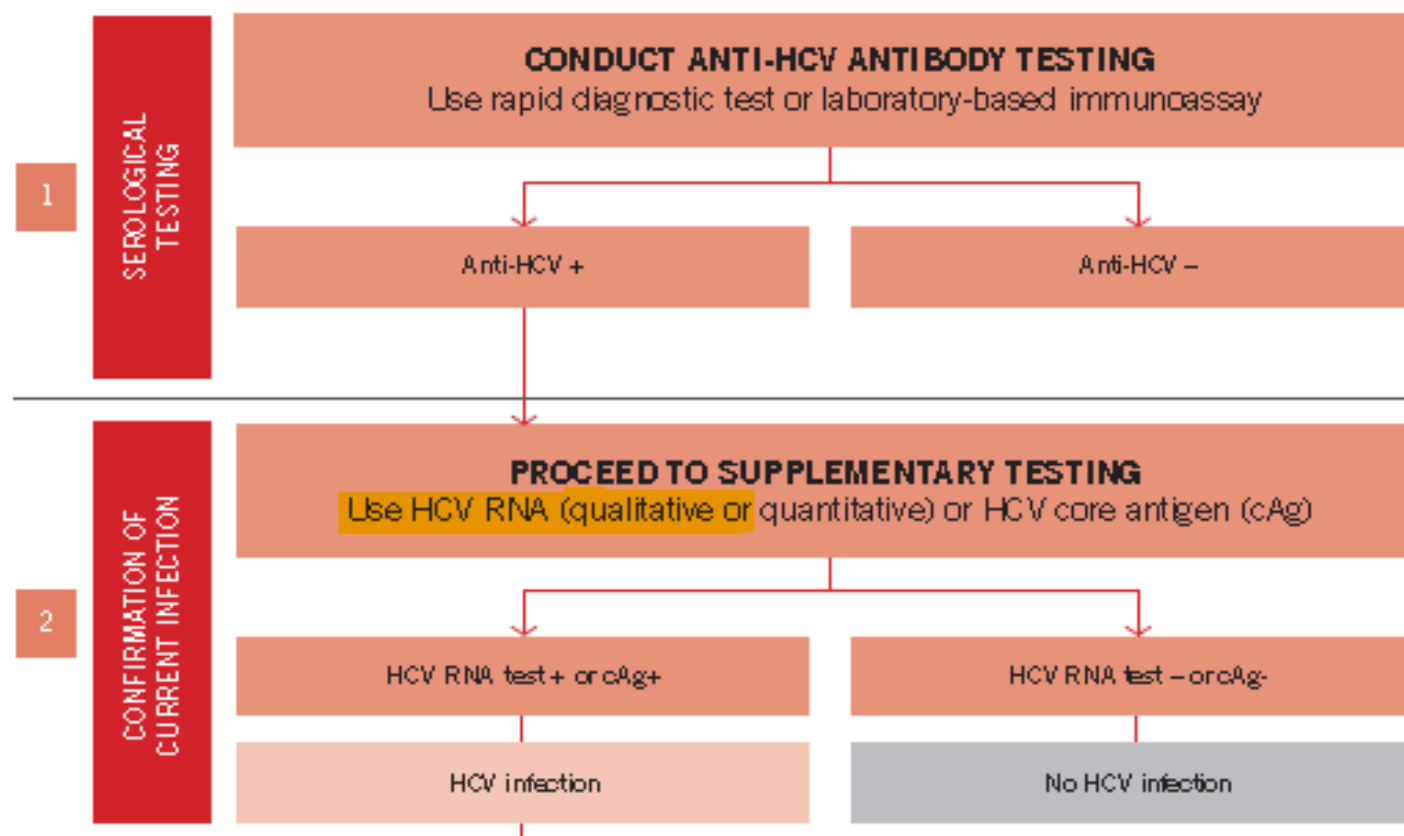 1
SEROLOGICAL
TESTING
CONDUCT ANTI-HCV ANTIBODY TESTING
Use rapid diagnostic test or laboratory-based immunoassay
Anti-HCV +
Anti-HCV –
2
CONFIRMATION OF
CURRENT INFECTION
PROCEED TO SUPPLEMENTARY TESTING
Use HCV RNA (qualitative or quantitative) or HCV core antigen (cAg)
HCV RNA test + or cAg+
HCV RNA test – or cAg-
HCV infection
No HCV infection